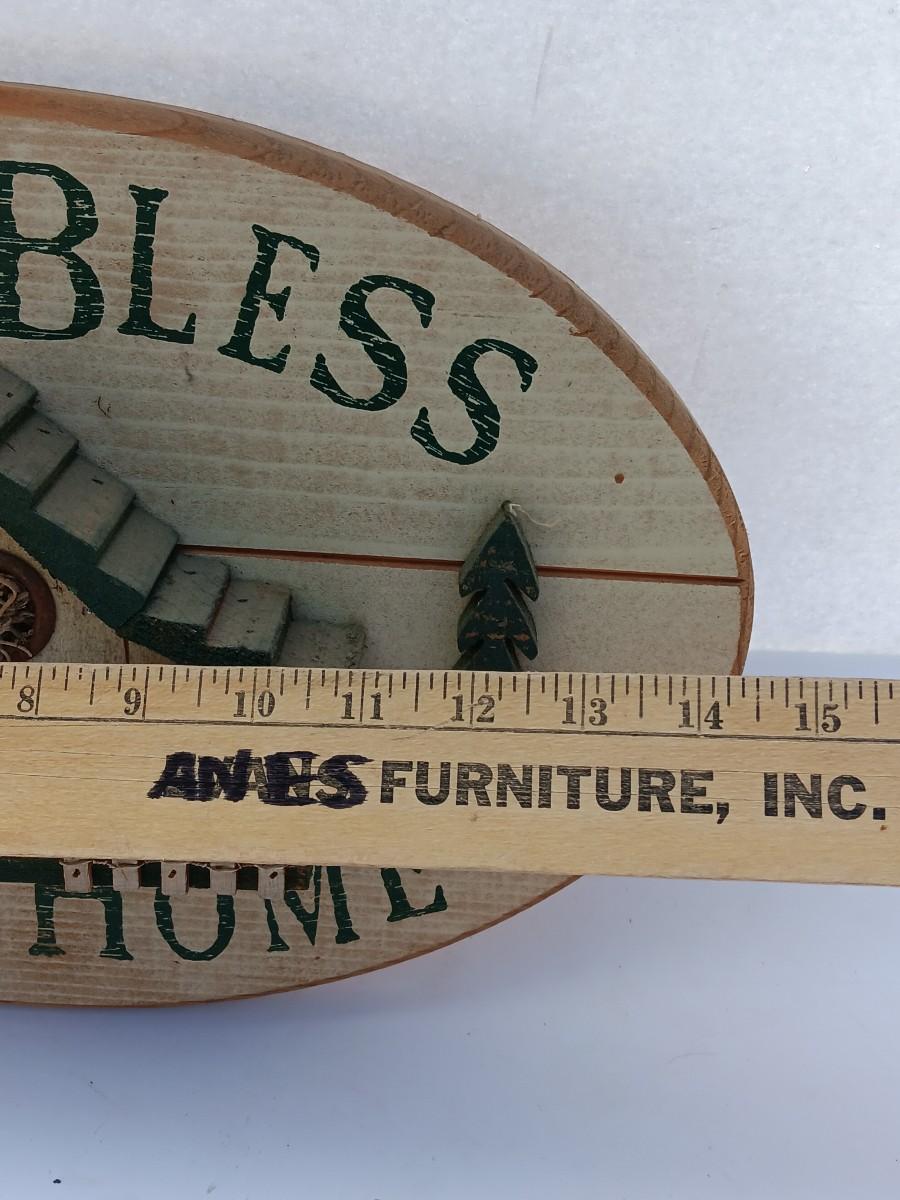 BLESS
8 9 10 11 12 13 14 15
FURNITURE, INC.
HOME